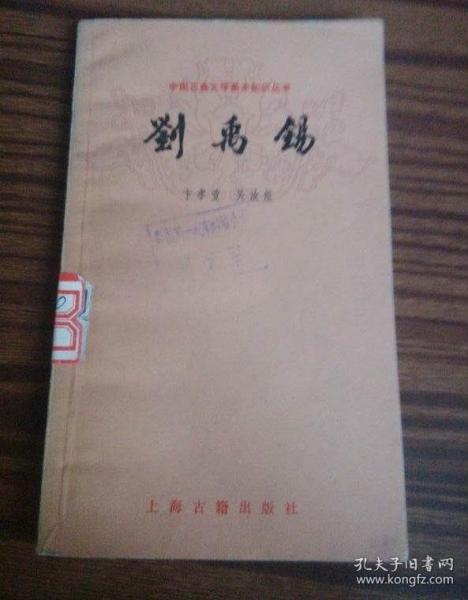 中国古典文学基本知识丛书
劉禹錫
卞孝萱 吴汝煜
上海古籍出版社
孔夫子旧书网
www.kongfz.com